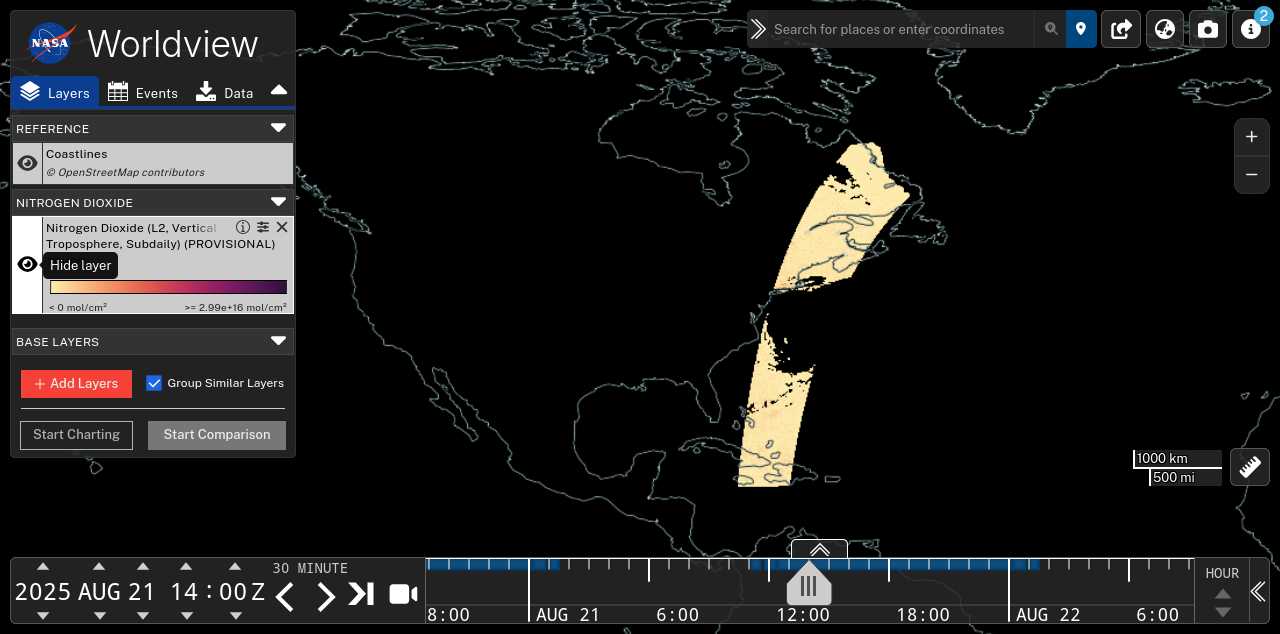 NASA Worldview
Search for places or enter coordinates
2
Layers
Events
Data
REFERENCE
Coastlines
© OpenStreetMap contributors
NITROGEN DIOXIDE
Nitrogen Dioxide (L2, Vertical
Troposphere, Subdaily) (PROVISIONAL)
Hide layer
< 0 mol/cm²
>= 2.99e+16 mol/cm²
BASE LAYERS
+ Add Layers
Group Similar Layers
Start Charting
Start Comparison
+
−
1000 km
500 mi
2025 AUG 21 14 : 00 Z
30 MINUTE
8:00
AUG 21
6:00
12:00
18:00
AUG 22
6:00
HOUR